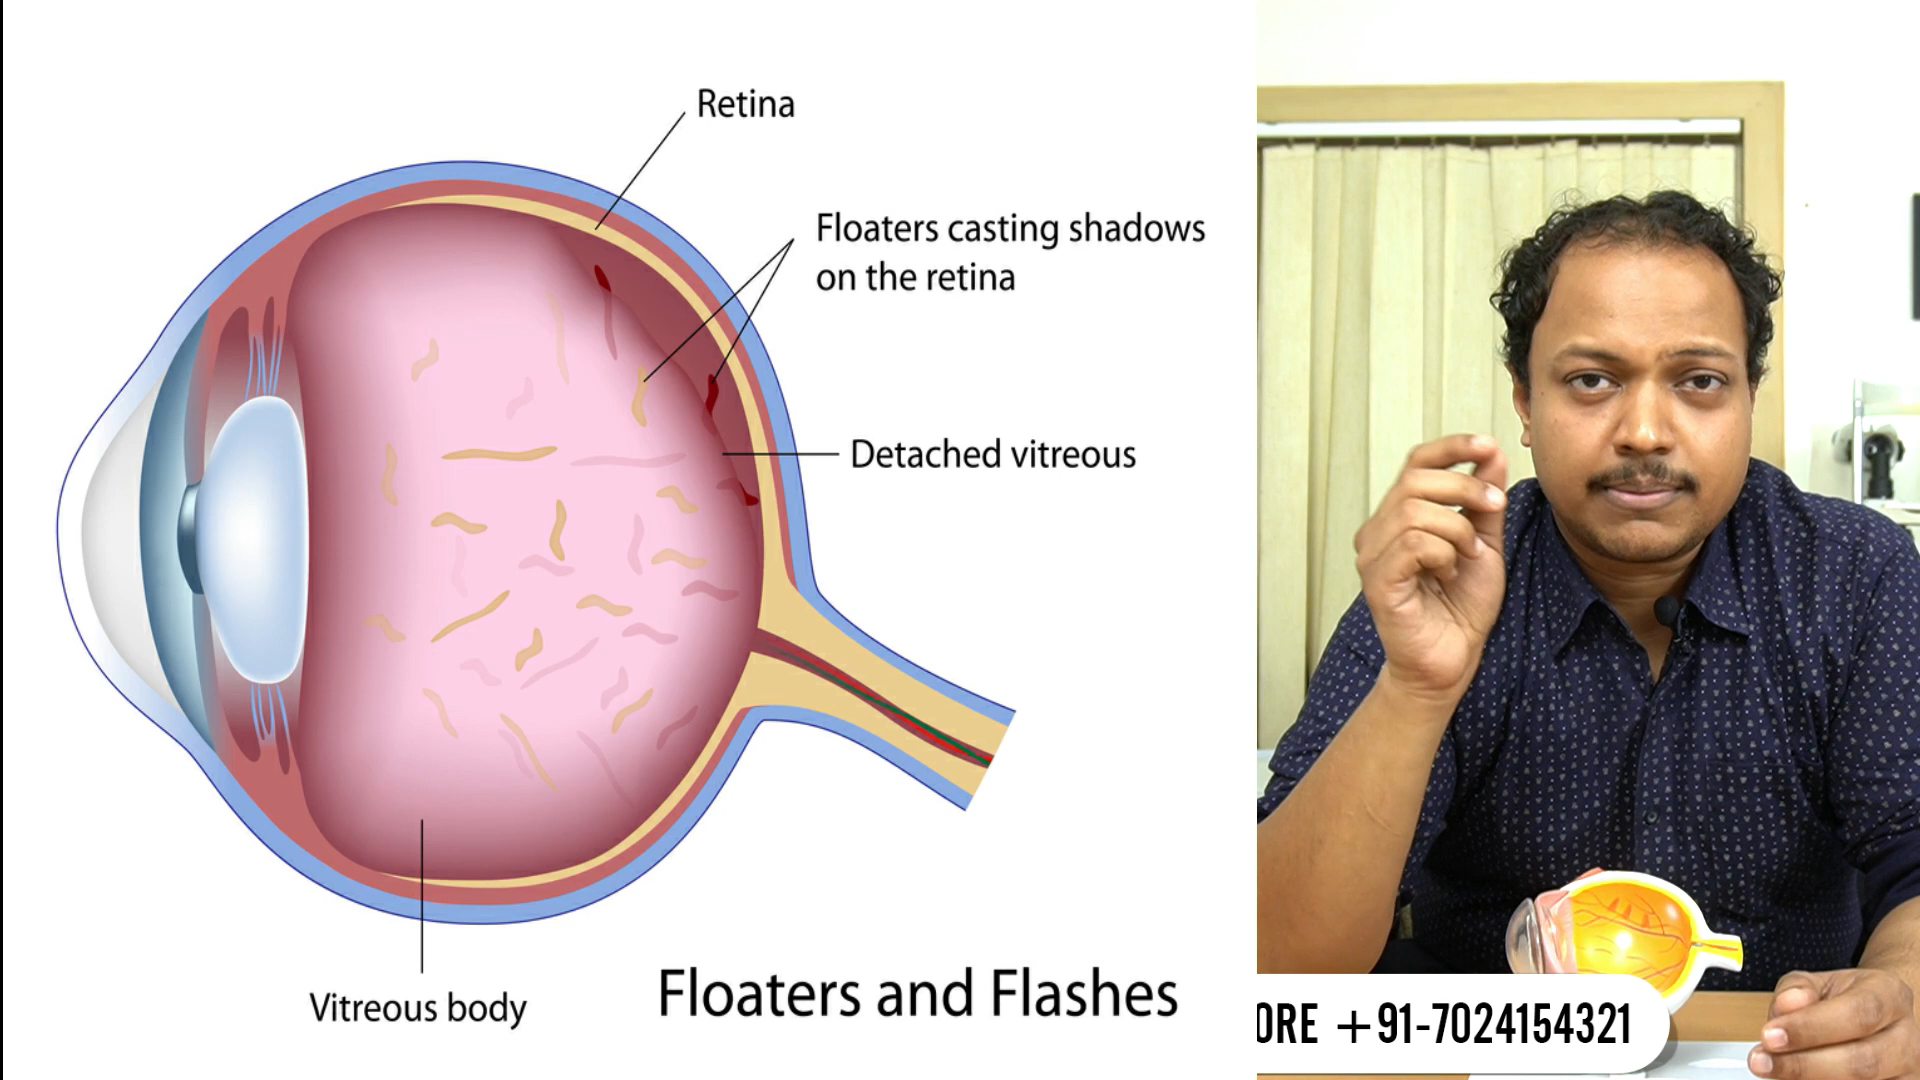 Retina
Floaters casting shadows
on the retina
Detached vitreous
Vitreous body
Floaters and Flashes
ORE +91-7024154321